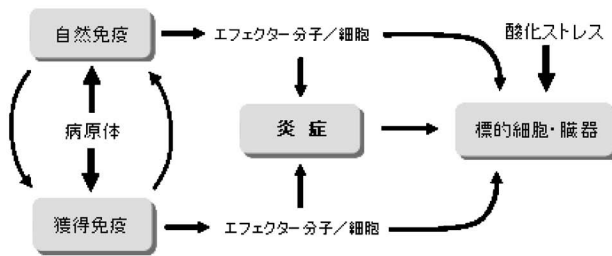 自然免疫
エフェクター分子／細胞
酸化ストレス
病原体
炎症
標的細胞・臓器
獲得免疫
エフェクター分子／細胞